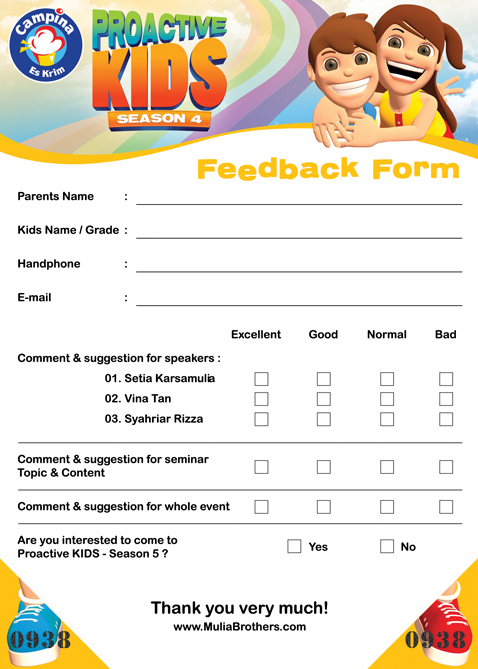 Campina
Es Krim
PROACTIVE
KIDS
SEASON 4
Feedback Form
Parents Name :
Kids Name / Grade :
Handphone :
E-mail :
Excellent Good Normal Bad
Comment & suggestion for speakers :
01. Setia Karsamulia
02. Vina Tan
03. Syahriar Rizza
Comment & suggestion for seminar
Topic & Content
Comment & suggestion for whole event
Are you interested to come to
Proactive KIDS - Season 5 ?
Yes No
Thank you very much!
www.MuliaBrothers.com
0938 0938